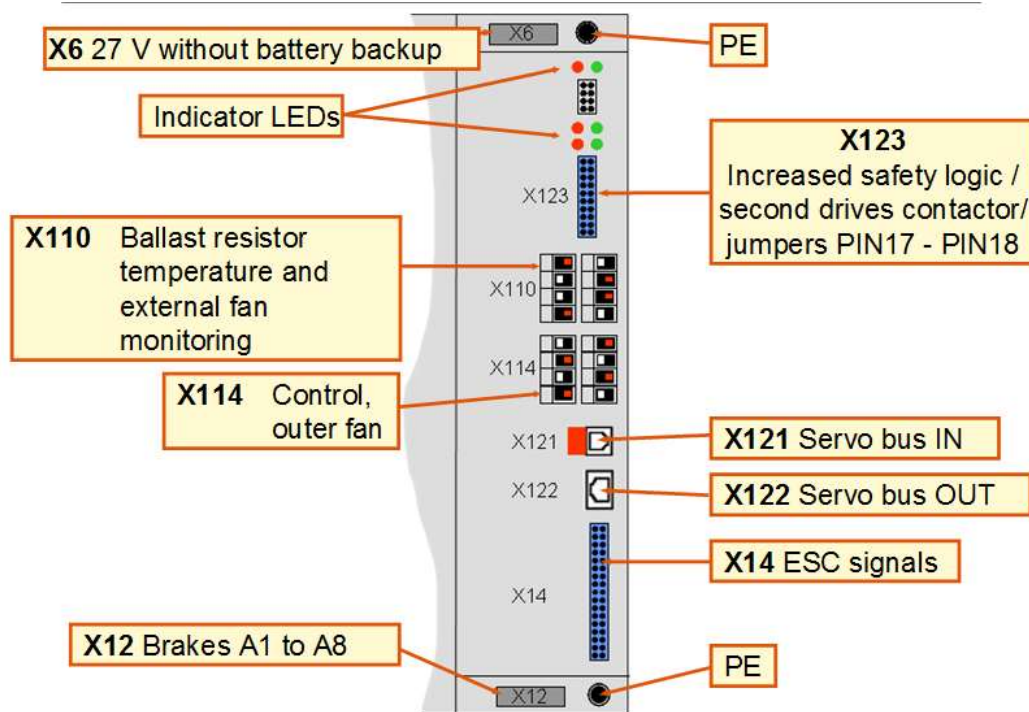 X6 27 V without battery backup
X6
PE
Indicator LEDs
X123
X123
Increased safety logic /
second drives contactor/
jumpers PIN17 - PIN18
X110 Ballast resistor
temperature and
external fan
monitoring
X110
X114
X114 Control,
outer fan
X121
X121 Servo bus IN
X122
X122 Servo bus OUT
X14 ESC signals
X14
X12 Brakes A1 to A8
PE
X12